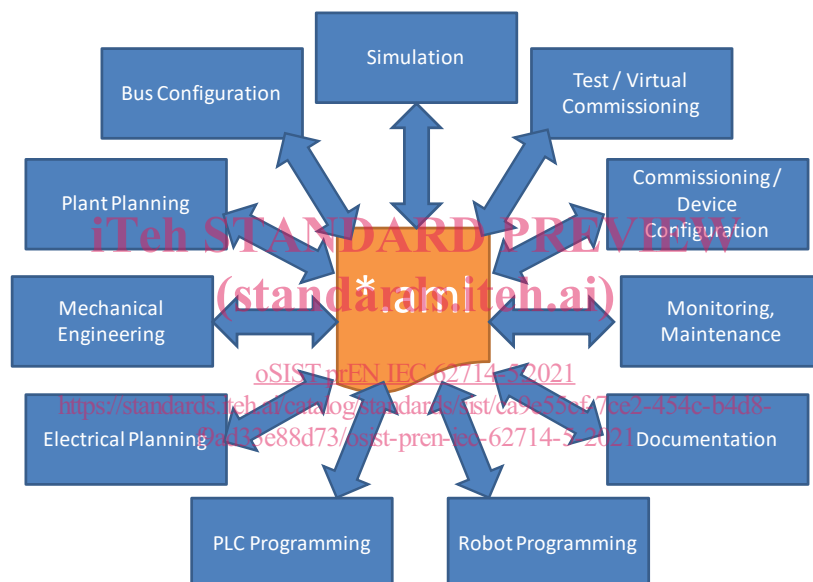 Simulation
Bus Configuration
Test / Virtual
Commissioning
Plant Planning
Commissioning /
Device
Configuration
iTeh STANDARD PREVIEW
*.aml
(standards.iteh.ai)
Mechanical
Engineering
Monitoring,
Maintenance
oSIST prEN IEC 62714-5:2021
https://standards.iteh.ai/catalog/standards/sist/ca9e55ef-7ce2-454c-b4d8-
f9ad33e88d73/osist-pren-iec-62714-5-2021
Electrical Planning
Documentation
PLC Programming
Robot Programming